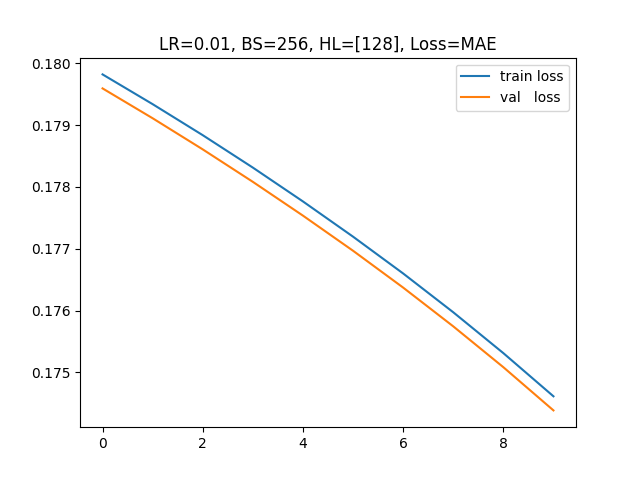 LR=0.01, BS=256, HL=[128], Loss=MAE
train loss
val   loss
0.180
0.179
0.178
0.177
0.176
0.175
0 2 4 6 8